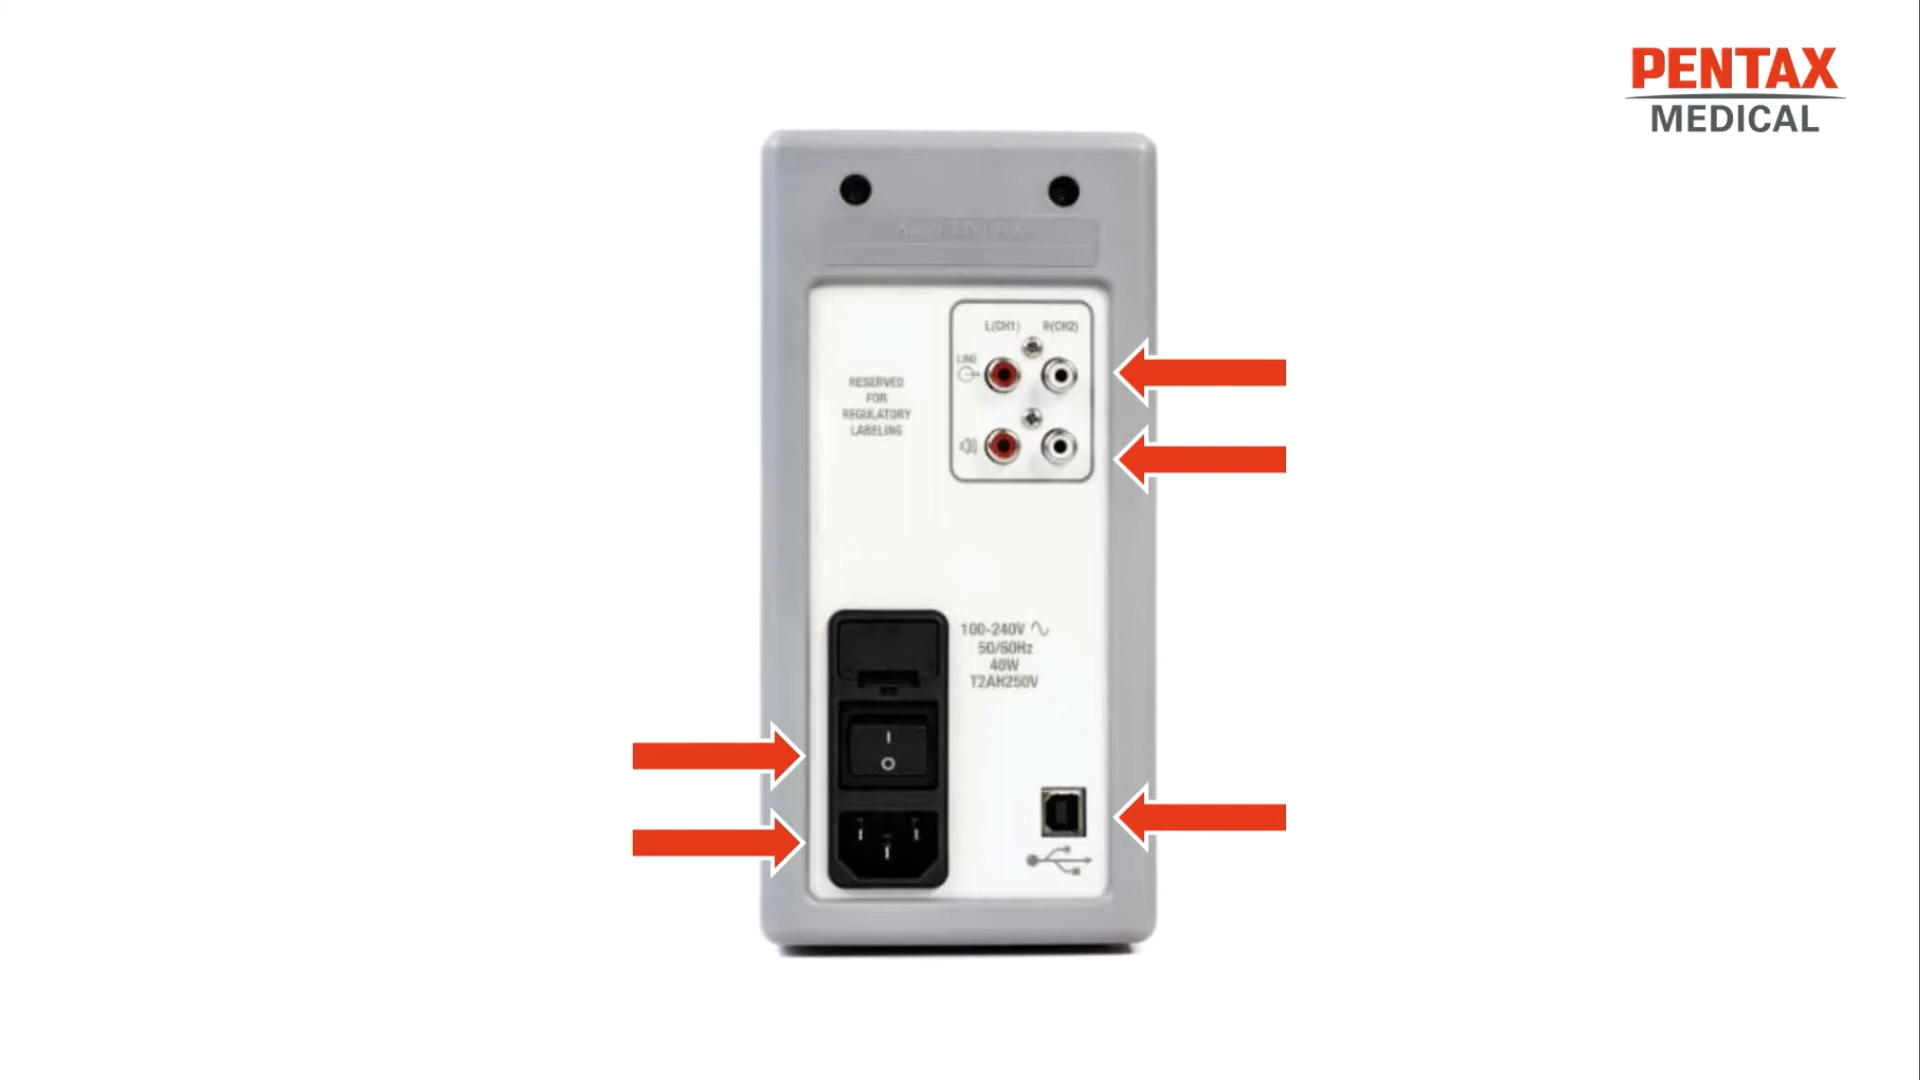 PENTAX
MEDICAL
L(CH1) R(CH2)
LINE
RESERVED
FOR
REGULATORY
LABELING
100-240V
50/60Hz
40W
T2AH250V